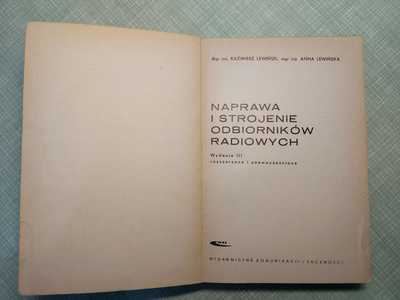 mgr inż. KAZIMIERZ LEWIŃSKI, mgr inż. ANNA LEWIŃSKA
NAPRAWA
I STROJENIE
ODBIORNIKÓW
RADIOWYCH
Wydanie III
rozszerzone i unowocześnione
WYDAWNICTWA KOMUNIKACJI I ŁĄCZNOŚCI